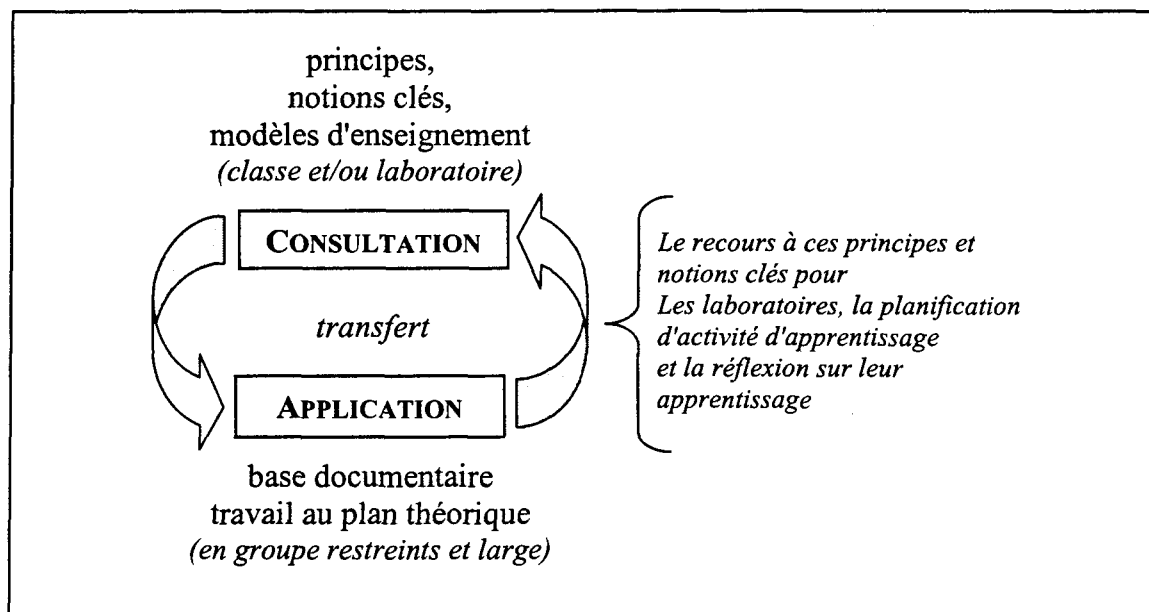 principes,
notions clés,
modèles d'enseignement
(classe et/ou laboratoire)
CONSULTATION
transfert
APPLICATION
base documentaire
travail au plan théorique
(en groupe restreints et large)
Le recours à ces principes et
notions clés pour
Les laboratoires, la planification
d'activité d'apprentissage
et la réflexion sur leur
apprentissage